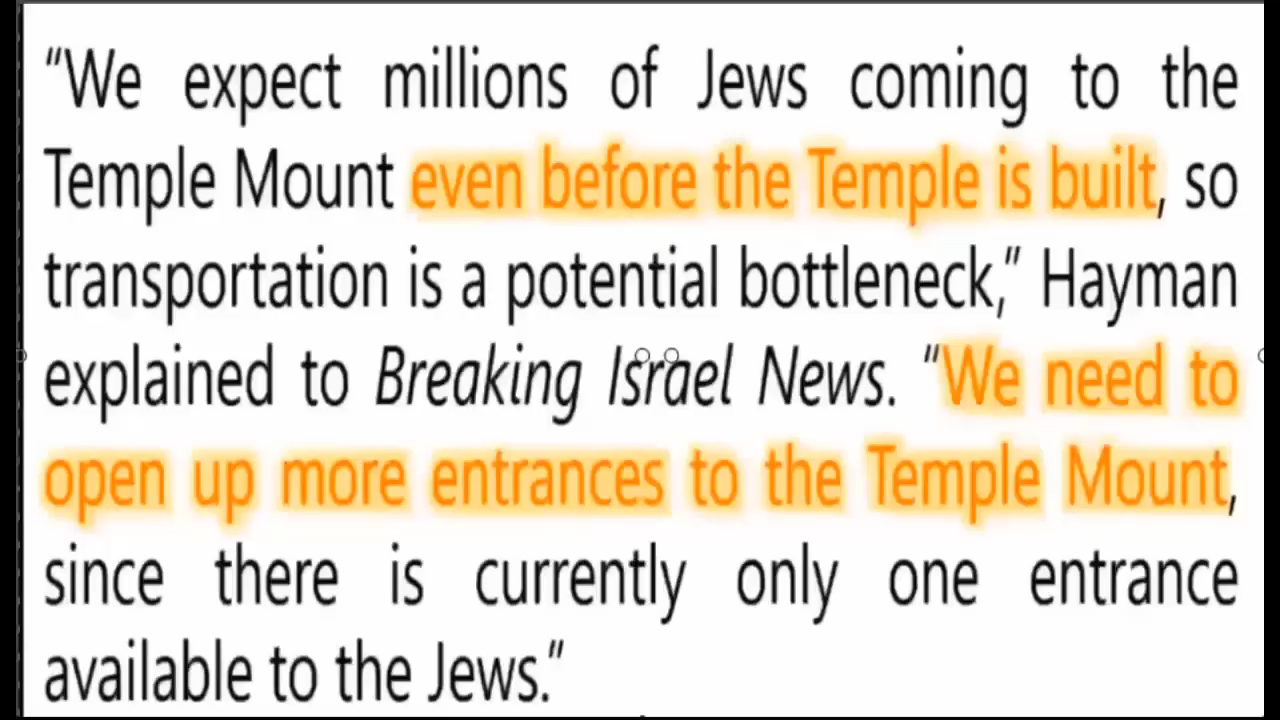 “We expect millions of Jews coming to the
Temple Mount even before the Temple is built, so
transportation is a potential bottleneck,” Hayman
explained to Breaking Israel News. “We need to
open up more entrances to the Temple Mount,
since there is currently only one entrance
available to the Jews.”